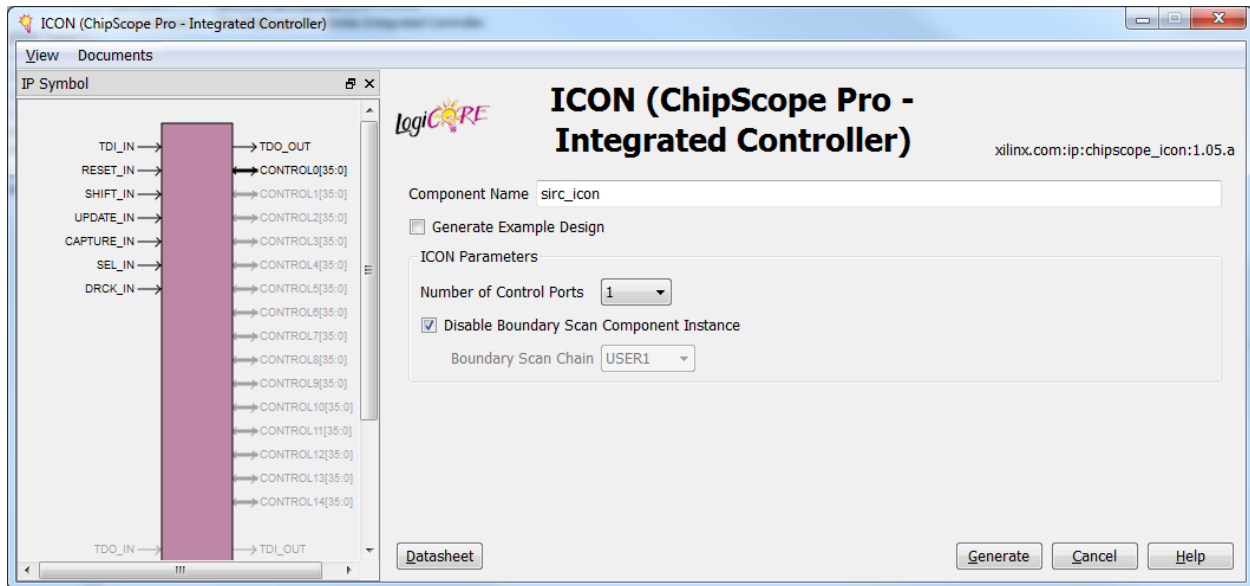 ICON (ChipScope Pro - Integrated Controller)
View Documents
IP Symbol
TDI_IN
RESET_IN
SHIFT_IN
UPDATE_IN
CAPTURE_IN
SEL_IN
DRCK_IN
TDO_IN
TDO_OUT
CONTROL0[35:0]
CONTROL1[35:0]
CONTROL2[35:0]
CONTROL3[35:0]
CONTROL4[35:0]
CONTROL5[35:0]
CONTROL6[35:0]
CONTROL7[35:0]
CONTROL8[35:0]
CONTROL9[35:0]
CONTROL10[35:0]
CONTROL11[35:0]
CONTROL12[35:0]
CONTROL13[35:0]
CONTROL14[35:0]
TDI_OUT
LogiCORE
ICON (ChipScope Pro -
Integrated Controller)
xilinx.com:ip:chipscope_icon:1.05.a
Component Name sirc_icon
Generate Example Design
ICON Parameters
Number of Control Ports 1
Disable Boundary Scan Component Instance
Boundary Scan Chain USER1
Datasheet Generate Cancel Help